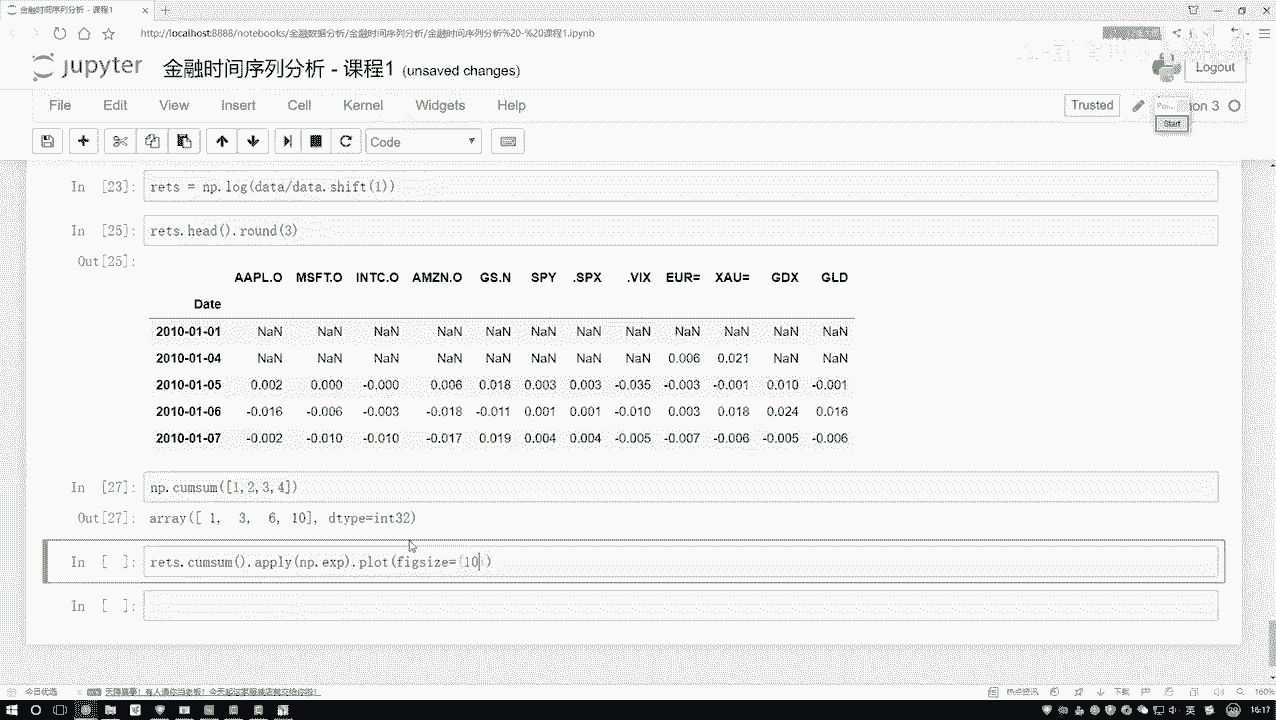 金融时间序列分析 - 课程1
http://localhost:8888/notebooks/金融数据分析/金融时间序列分析/金融时间序列分析%20-%20课程1.ipynb
jupyter 金融时间序列分析 - 课程1 (unsaved changes)
Logout
File Edit View Insert Cell Kernel Widgets Help
Trusted
on 3
Start
Code
In [23]: rets = np.log(data/data.shift(1))
In [25]: rets.head().round(3)
Out[25]:
AAPL.O MSFT.O INTC.O AMZN.O GS.N SPY .SPX .VIX EUR= XAU= GDX GLD
Date
2010-01-01 NaN NaN NaN NaN NaN NaN NaN NaN NaN NaN NaN NaN
2010-01-04 NaN NaN NaN NaN NaN NaN NaN NaN 0.006 0.021 NaN NaN
2010-01-05 0.002 0.000 -0.000 0.006 0.018 0.003 0.003 -0.035 -0.003 -0.001 0.010 -0.001
2010-01-06 -0.016 -0.006 -0.003 -0.018 -0.011 0.001 0.001 -0.010 0.003 0.018 0.024 0.016
2010-01-07 -0.002 -0.010 -0.010 -0.017 0.019 0.004 0.004 -0.005 -0.007 -0.006 -0.005 -0.006
In [27]: np.cumsum([1,2,3,4])
Out[27]: array([ 1, 3, 6, 10], dtype=int32)
In [ ]: rets.cumsum().apply(np.exp).plot(figsize=(10))
In [ ]:
今日优选
热点资讯 下载 160%
英 16:17